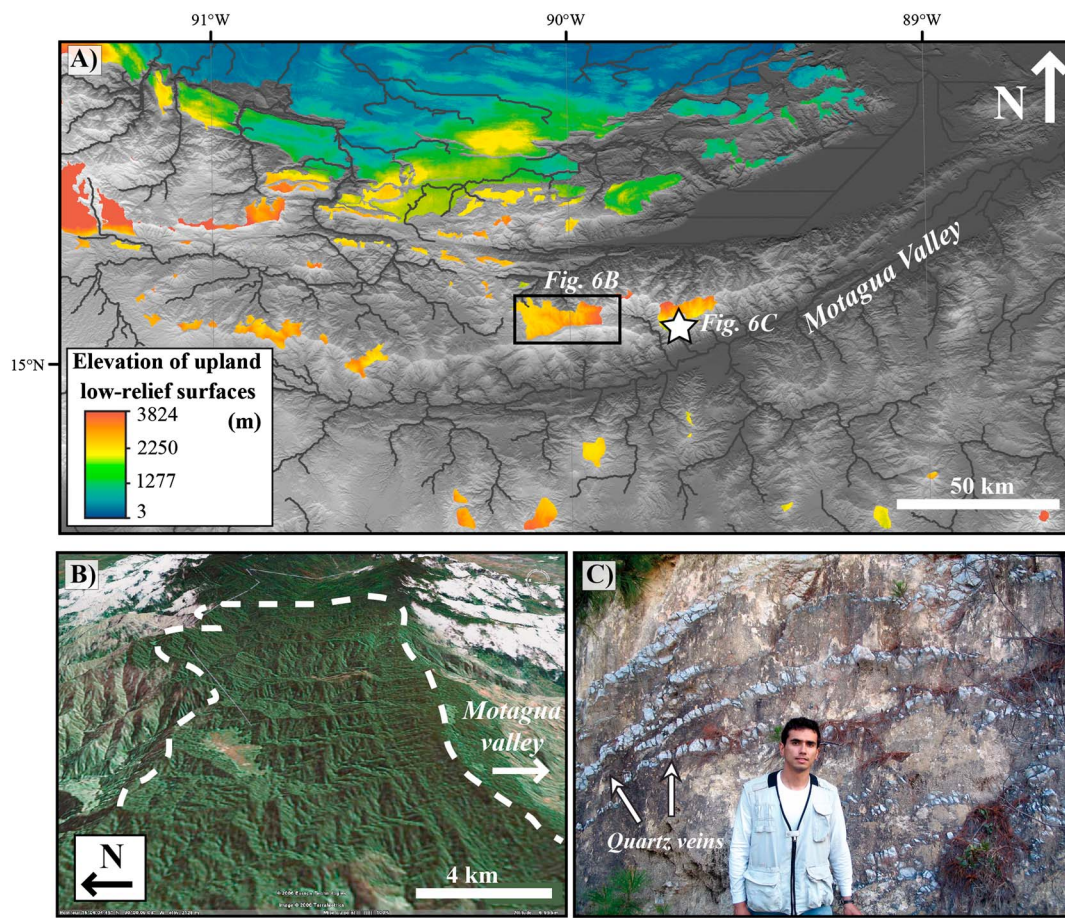 91°W
90°W
89°W
A)
N
Fig. 6B
Fig. 6C
Motagua Valley
15°N
Elevation of upland
low-relief surfaces
(m)
3824
2250
1277
3
50 km
B)
Motagua
valley
N
4 km
C)
Quartz veins